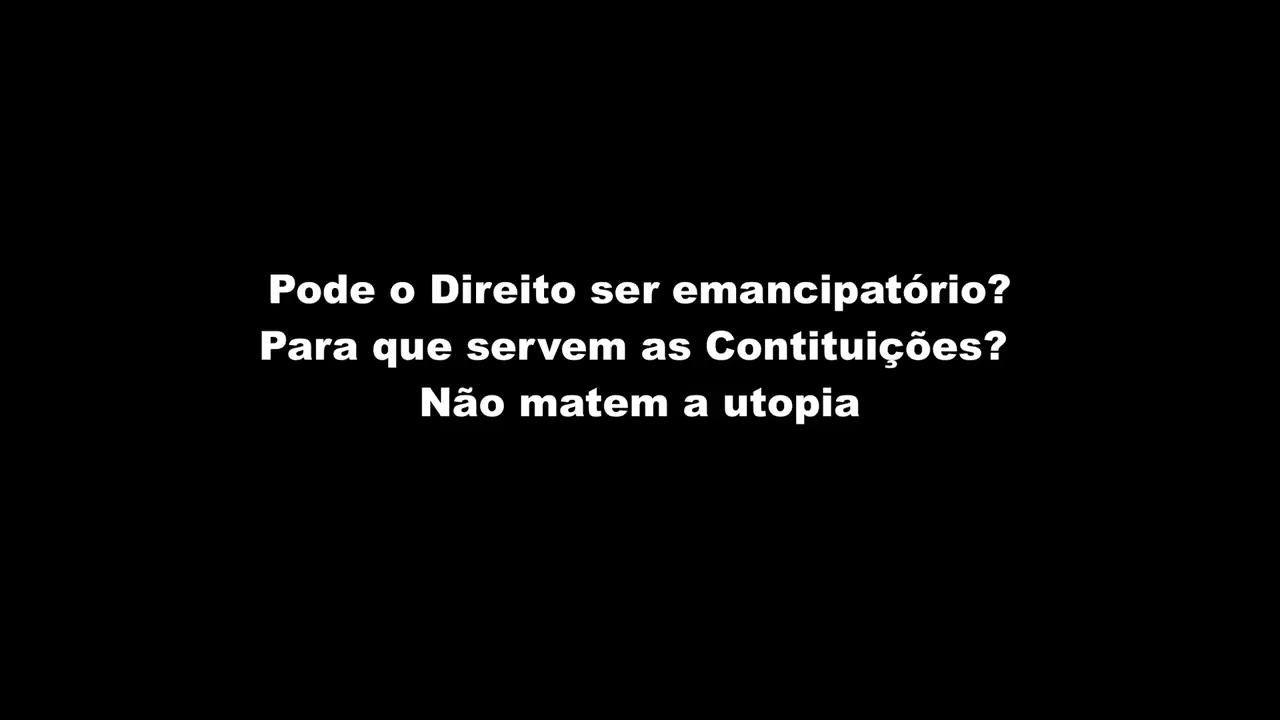 Pode o Direito ser emancipatório?
Para que servem as Contituições?
Não matem a utopia